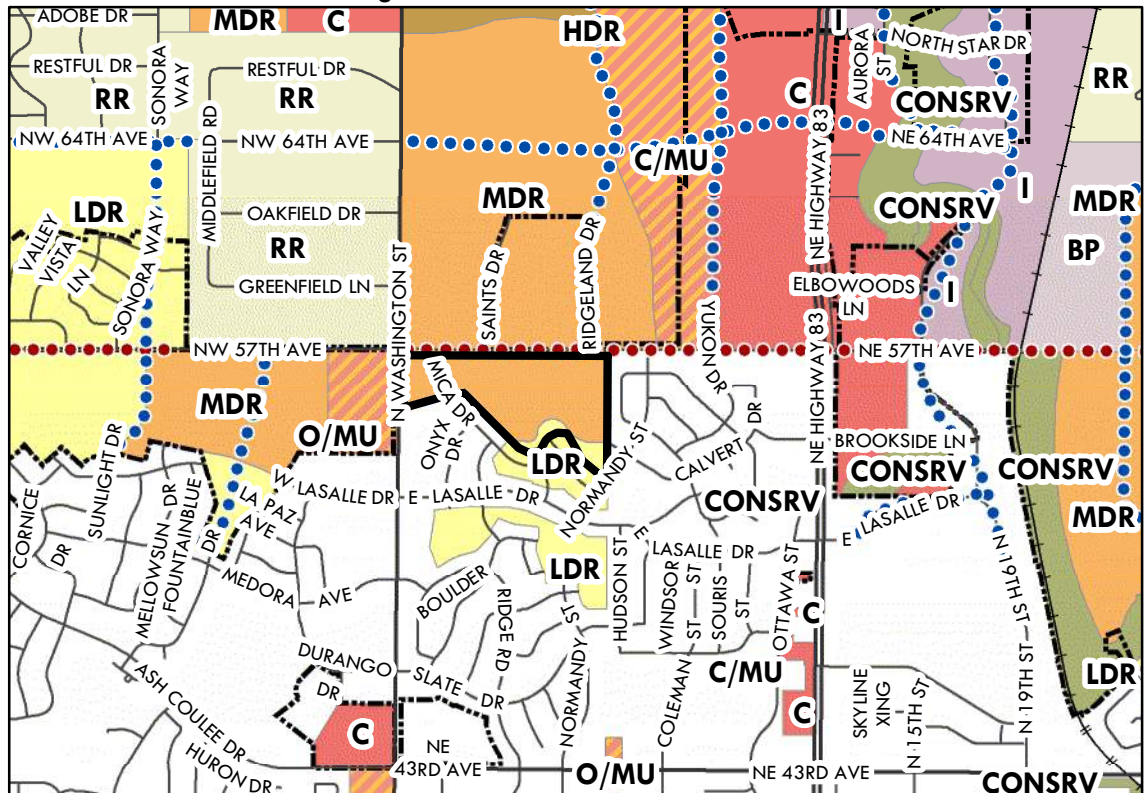 ADOBE DR
MDR
C
HDR
I
NORTH STAR DR
AURORA
ST
RESTFUL DR
SONORA
WAY
RESTFUL DR
RR
RR
C
CONSRV
RR
NW 64TH AVE
MIDDLEFIELD RD
NW 64TH AVE
C/MU
NE HIGHWAY 83
NE 64TH AVE
I
LDR
OAKFIELD DR
MDR
CONSRV
MDR
VALLEY
VISTA
LN
SONORA WAY
RR
BP
GREENFIELD LN
N WASHINGTON ST
SAINTS DR
RIDGELAND DR
YUKON DR
ELBOWOODS
LN
I
NE HIGHWAY 83
NW 57TH AVE
NE 57TH AVE
MDR
MICA DR
O/MU
ONYX
DR
LDR
NORMANDY ST
CALVERT
DR
BROOKSIDE LN
CONSRV
CONSRV
SUNLIGHT DR
W LASALLE DR
E LASALLE DR
CONSRV
NE HIGHWAY 83
E LASALLE DR
MDR
CORNICE
DR
MELLOWSUN DR
FOUNTAINBLUE
DR
LA PAZ
AVE
E
LASALLE DR
MEDORA AVE
BOULDER
RIDGE RD
LDR
NORMANDY ST
HUDSON ST
WINDSOR
ST
SOURIS
ST
OTTAWA ST
C
N 19TH ST
N 19TH ST
DURANGO
DR
SLATE DR
COLEMAN
C/MU
LDR
ASH COULEE DR
C
C
SKYLINE
XING
N 15TH ST
HURON DR
NE
43RD AVE
O/MU
NE 43RD AVE
CONSRV